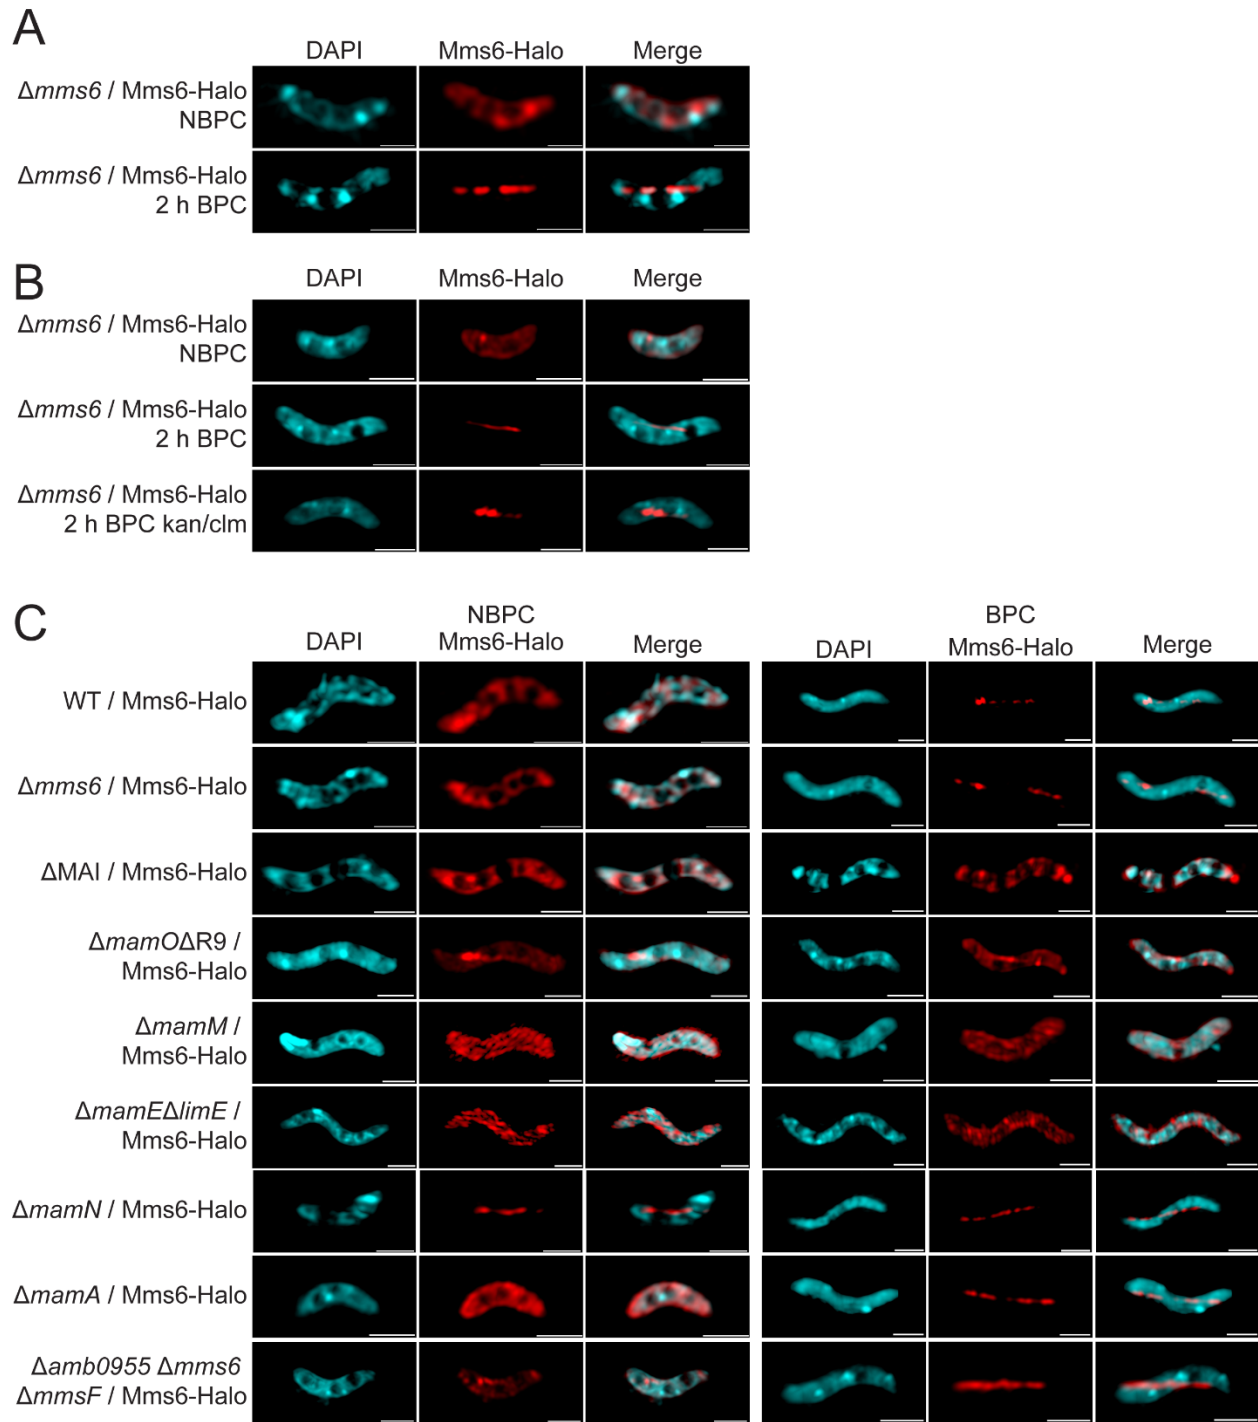 A
DAPI Mms6-Halo Merge
Δmms6 / Mms6-Halo
NBPC
Δmms6 / Mms6-Halo
2 h BPC
B
DAPI Mms6-Halo Merge
Δmms6 / Mms6-Halo
NBPC
Δmms6 / Mms6-Halo
2 h BPC
Δmms6 / Mms6-Halo
2 h BPC kan/clm
C
NBPC BPC
DAPI Mms6-Halo Merge DAPI Mms6-Halo Merge
WT / Mms6-Halo
Δmms6 / Mms6-Halo
ΔMAI / Mms6-Halo
ΔmamOΔR9 /
Mms6-Halo
ΔmamM /
Mms6-Halo
ΔmamEΔlimE /
Mms6-Halo
ΔmamN / Mms6-Halo
ΔmamA / Mms6-Halo
Δamb0955 Δmms6
ΔmmsF / Mms6-Halo